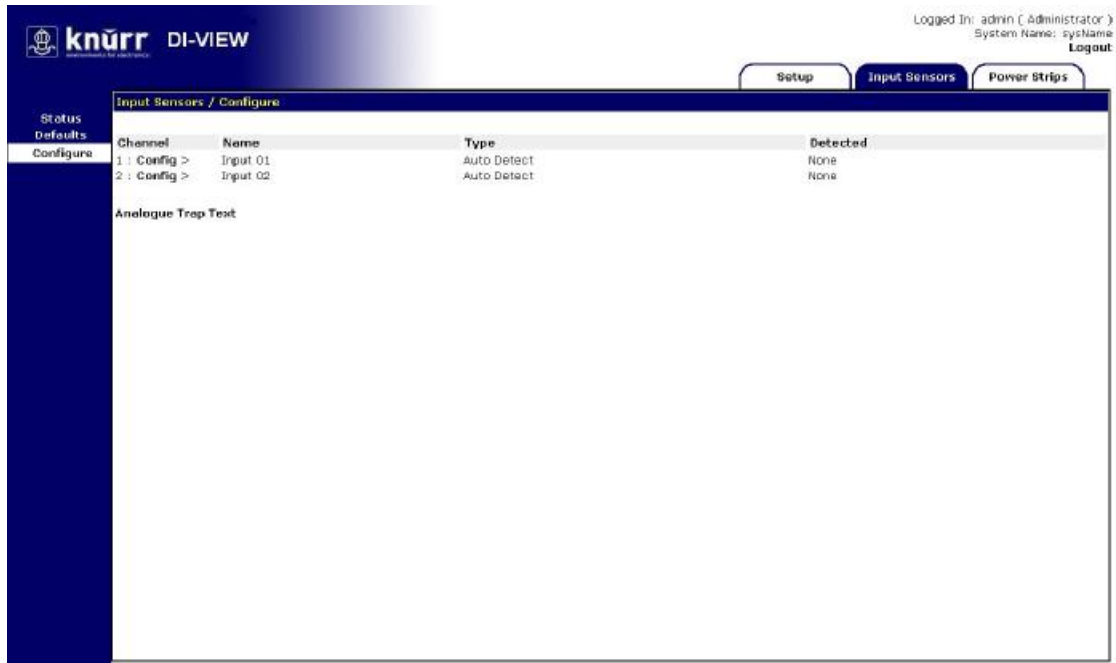 Logged In: admin ( Administrator )
System Name: sysName
Logout
knürr DI-VIEW
Setup
Input Sensors
Power Strips
Input Sensors / Configure
Status
Defaults
Configure
Channel Name Type Detected
1 : Config > Input 01 Auto Detect None
2 : Config > Input 02 Auto Detect None
Analogue Trap Text